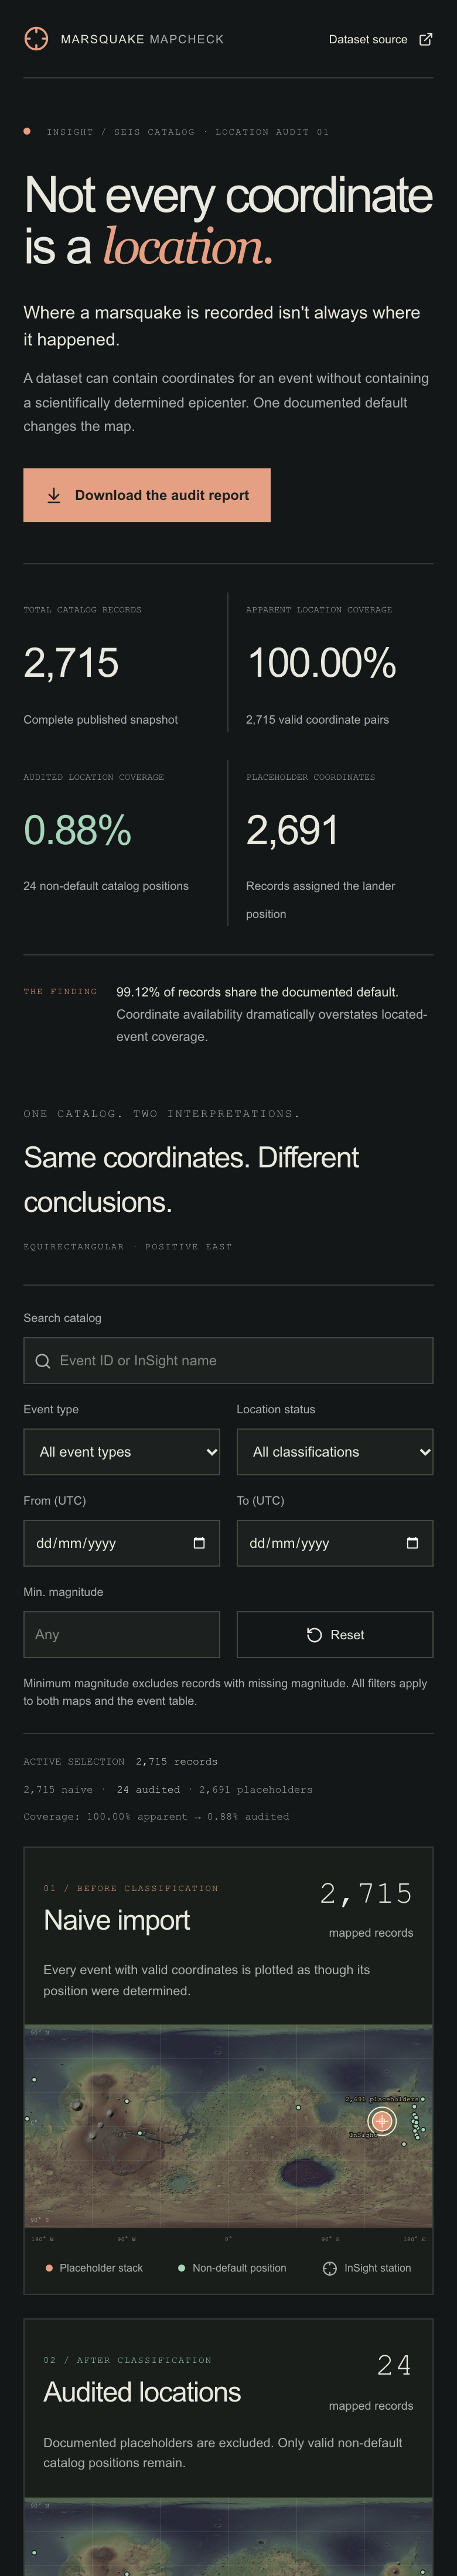 MARSQUAKE MAPCHECK
Dataset source
INSIGHT / SEIS CATALOG · LOCATION AUDIT 01
Not every coordinate
is a location.
Where a marsquake is recorded isn't always where
it happened.
A dataset can contain coordinates for an event without containing
a scientifically determined epicenter. One documented default
changes the map.
Download the audit report
TOTAL CATALOG RECORDS
2,715
Complete published snapshot
APPARENT LOCATION COVERAGE
100.00%
2,715 valid coordinate pairs
AUDITED LOCATION COVERAGE
0.88%
24 non-default catalog positions
PLACEHOLDER COORDINATES
2,691
Records assigned the lander
position
THE FINDING
99.12% of records share the documented default.
Coordinate availability dramatically overstates located-
event coverage.
ONE CATALOG. TWO INTERPRETATIONS.
Same coordinates. Different
conclusions.
EQUIRECTANGULAR · POSITIVE EAST
Search catalog
Event ID or InSight name
Event type
Location status
All event types
All classifications
From (UTC)
To (UTC)
dd/mm/yyyy
dd/mm/yyyy
Min. magnitude
Any
Reset
Minimum magnitude excludes records with missing magnitude. All filters apply
to both maps and the event table.
ACTIVE SELECTION 2,715 records
2,715 naive · 24 audited · 2,691 placeholders
Coverage: 100.00% apparent → 0.88% audited
01 / BEFORE CLASSIFICATION
Naive import
2,715
mapped records
Every event with valid coordinates is plotted as though its
position were determined.
90° N
2,691 placeholders
InSight
90° S
180° W 90° W 0° 90° E 180° E
Placeholder stack
Non-default position
InSight station
02 / AFTER CLASSIFICATION
Audited locations
24
mapped records
Documented placeholders are excluded. Only valid non-default
catalog positions remain.
90° N